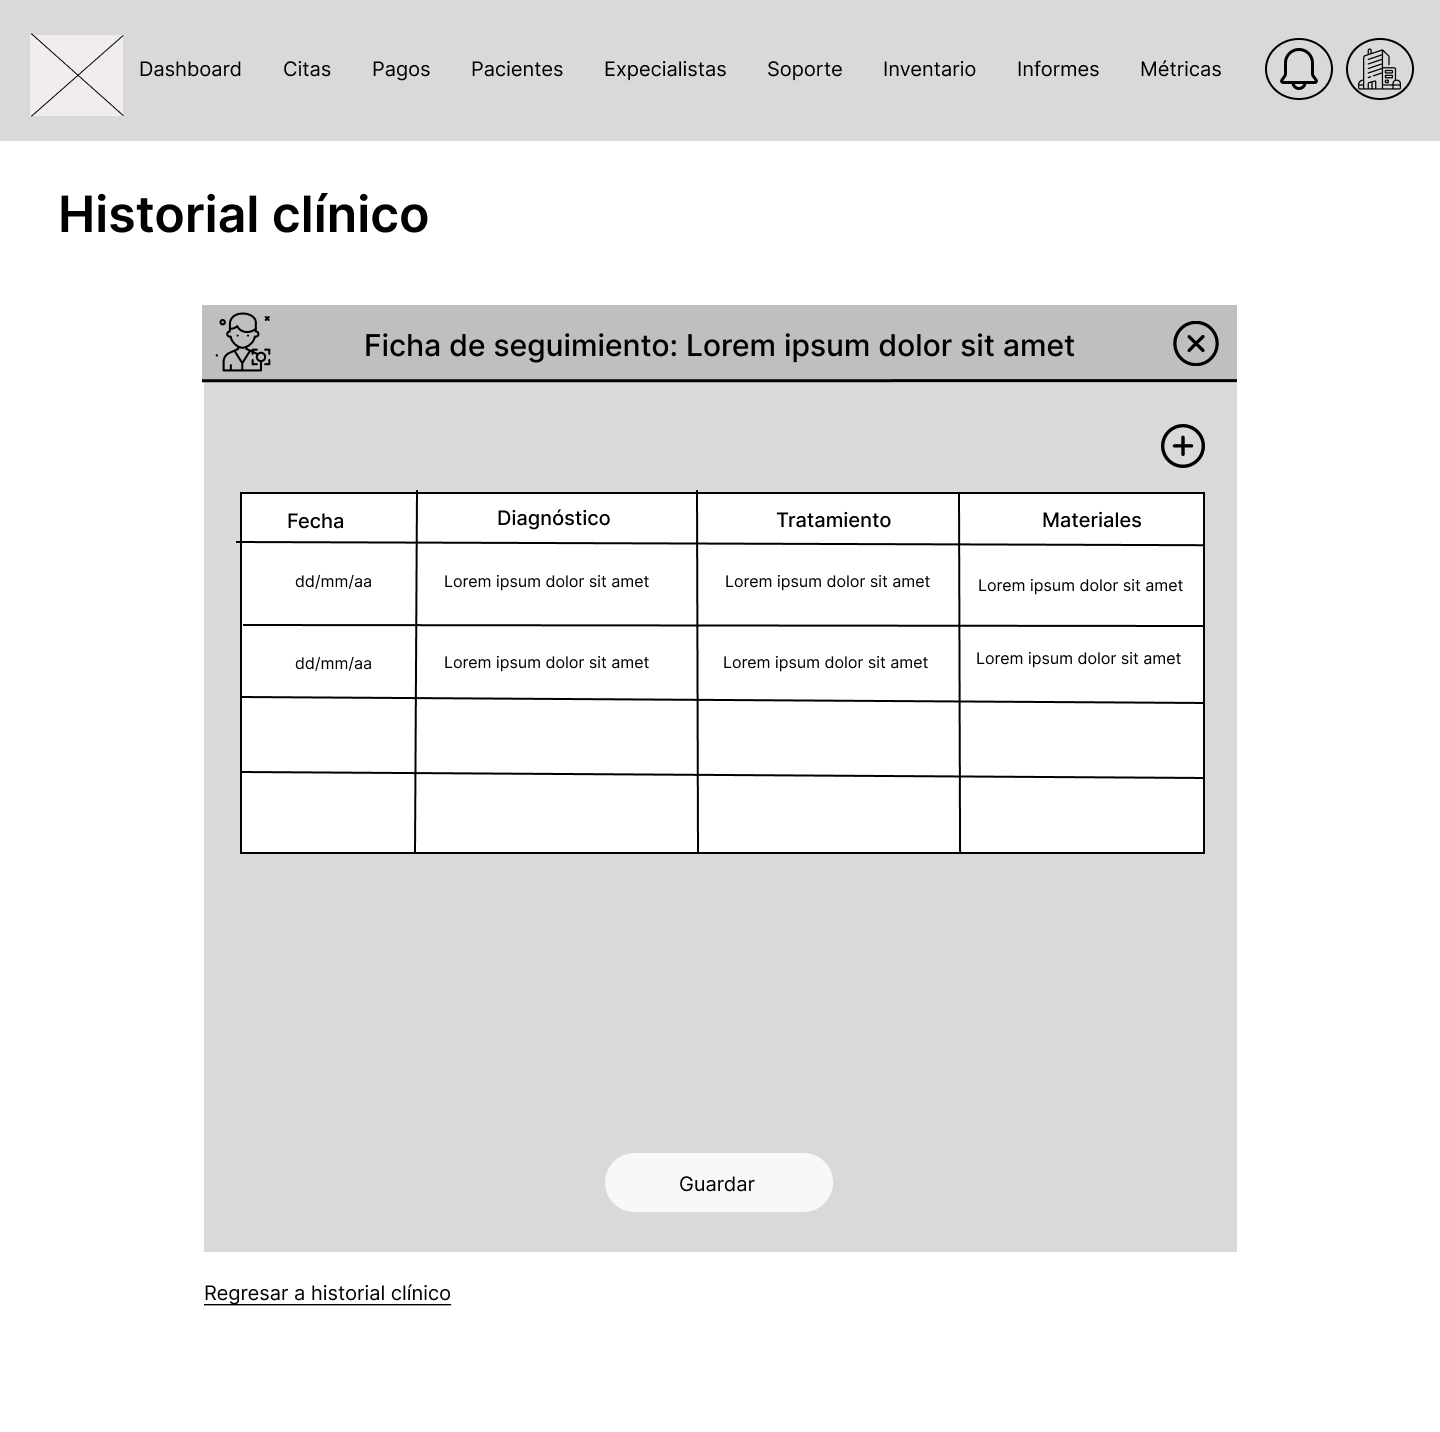 Dashboard Citas Pagos Pacientes Expecialistas Soporte Inventario Informes Métricas
Historial clínico
Ficha de seguimiento: Lorem ipsum dolor sit amet
Fecha Diagnóstico Tratamiento Materiales
dd/mm/aa Lorem ipsum dolor sit amet Lorem ipsum dolor sit amet Lorem ipsum dolor sit amet
dd/mm/aa Lorem ipsum dolor sit amet Lorem ipsum dolor sit amet Lorem ipsum dolor sit amet
Guardar
Regresar a historial clínico